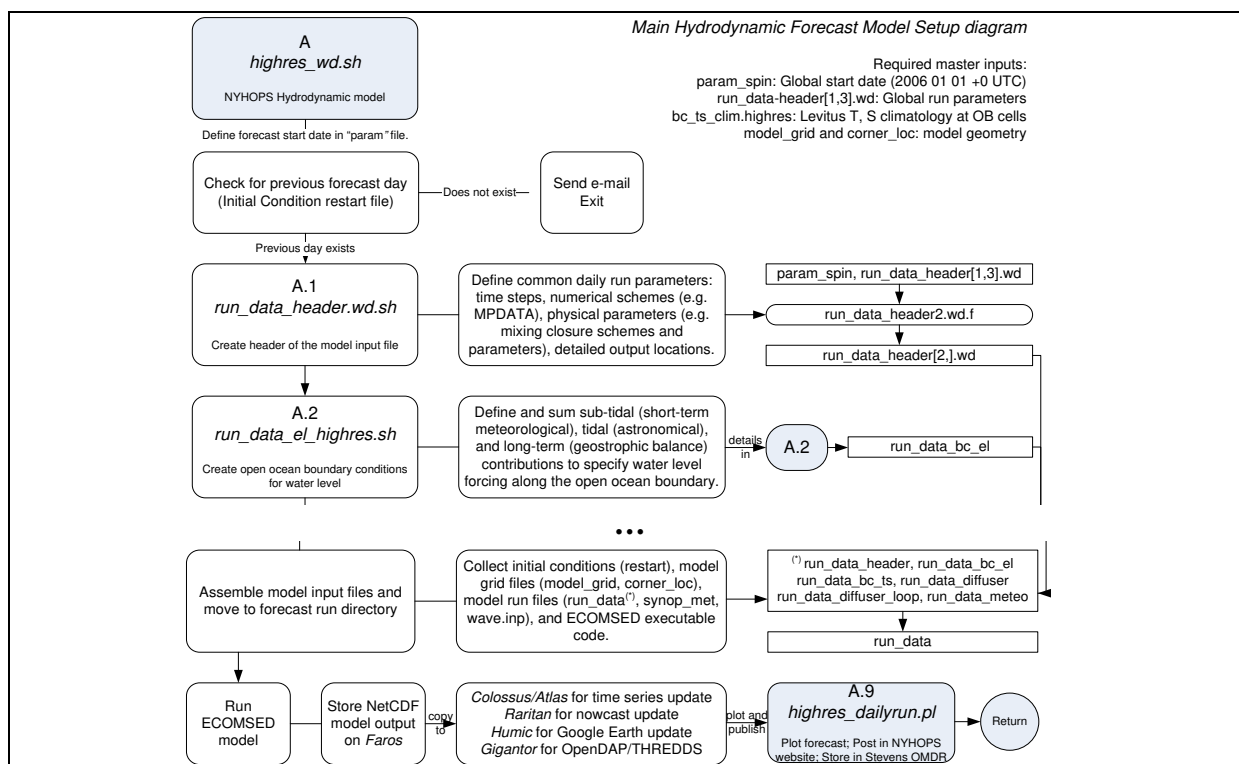 Main Hydrodynamic Forecast Model Setup diagram
Required master inputs:
param_spin: Global start date (2006 01 01 +0 UTC)
run_data-header[1,3].wd: Global run parameters
bc_ts_clim.highres: Levitus T, S climatology at OB cells
model_grid and corner_loc: model geometry
A
highres_wd.sh
NYHOPS Hydrodynamic model
Define forecast start date in “param” file.
Check for previous forecast day
(Initial Condition restart file)
Does not exist
Send e-mail
Exit
Previous day exists
A.1
run_data_header.wd.sh
Create header of the model input file
Define common daily run parameters:
time steps, numerical schemes (e.g.
MPDATA), physical parameters (e.g.
mixing closure schemes and
parameters), detailed output locations.
param_spin, run_data_header[1,3].wd
run_data_header2.wd.f
run_data_header[2,].wd
A.2
run_data_el_highres.sh
Create open ocean boundary conditions
for water level
Define and sum sub-tidal (short-term
meteorological), tidal (astronomical),
and long-term (geostrophic balance)
contributions to specify water level
forcing along the open ocean boundary.
details
in
A.2
run_data_bc_el
•••
Assemble model input files and
move to forecast run directory
Collect initial conditions (restart), model
grid files (model_grid, corner_loc),
model run files (run_data(*), synop_met,
wave.inp), and ECOMSED executable
code.
(*) run_data_header, run_data_bc_el
run_data_bc_ts, run_data_diffuser
run_data_diffuser_loop, run_data_meteo
run_data
Run
ECOMSED
model
Store NetCDF
model output
on Faros
copy
to
Colossus/Atlas for time series update
Raritan for nowcast update
Humic for Google Earth update
Gigantor for OpenDAP/THREDDS
plot and
publish
A.9
highres_dailyrun.pl
Plot forecast; Post in NYHOPS
website; Store in Stevens OMDR
Return